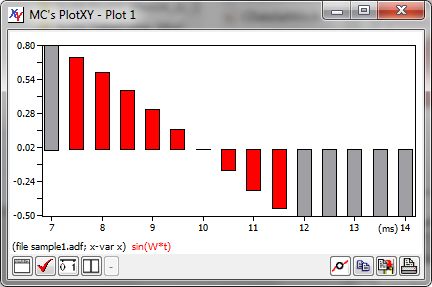 MC's PlotXY - Plot 1
0.80
0.54
0.28
0.02
-0.24
-0.50
7 8 9 10 11 12 13 (ms) 14
(file sample1.adf; x-var x) sin(W*t)